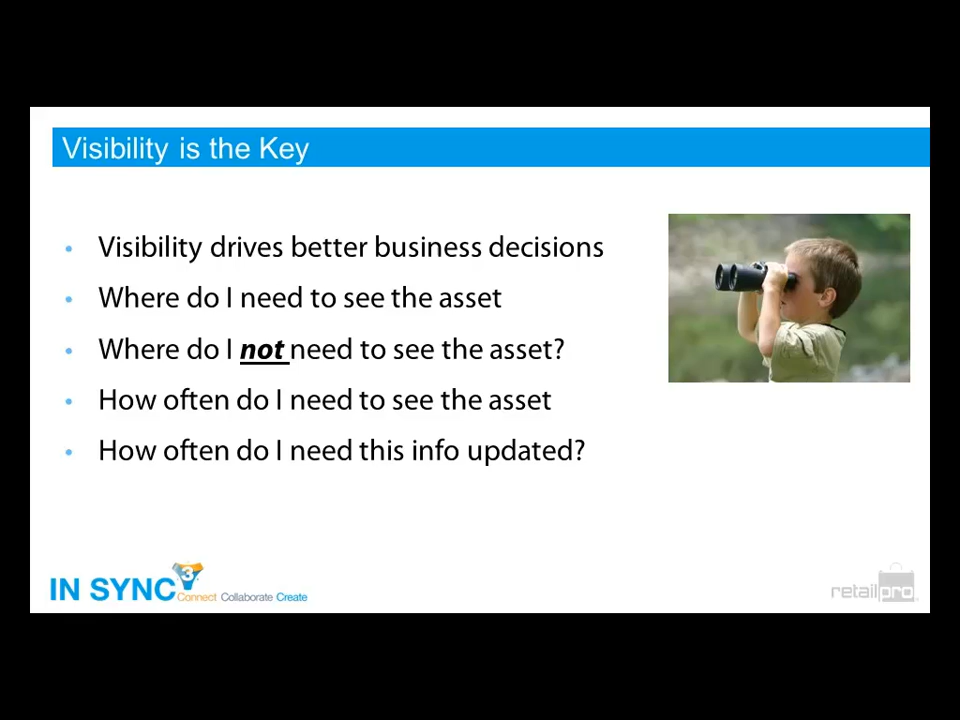 Visibility is the Key
• Visibility drives better business decisions
• Where do I need to see the asset
• Where do I not need to see the asset?
• How often do I need to see the asset
• How often do I need this info updated?
IN SYNC 3
Connect Collaborate Create
retailpro